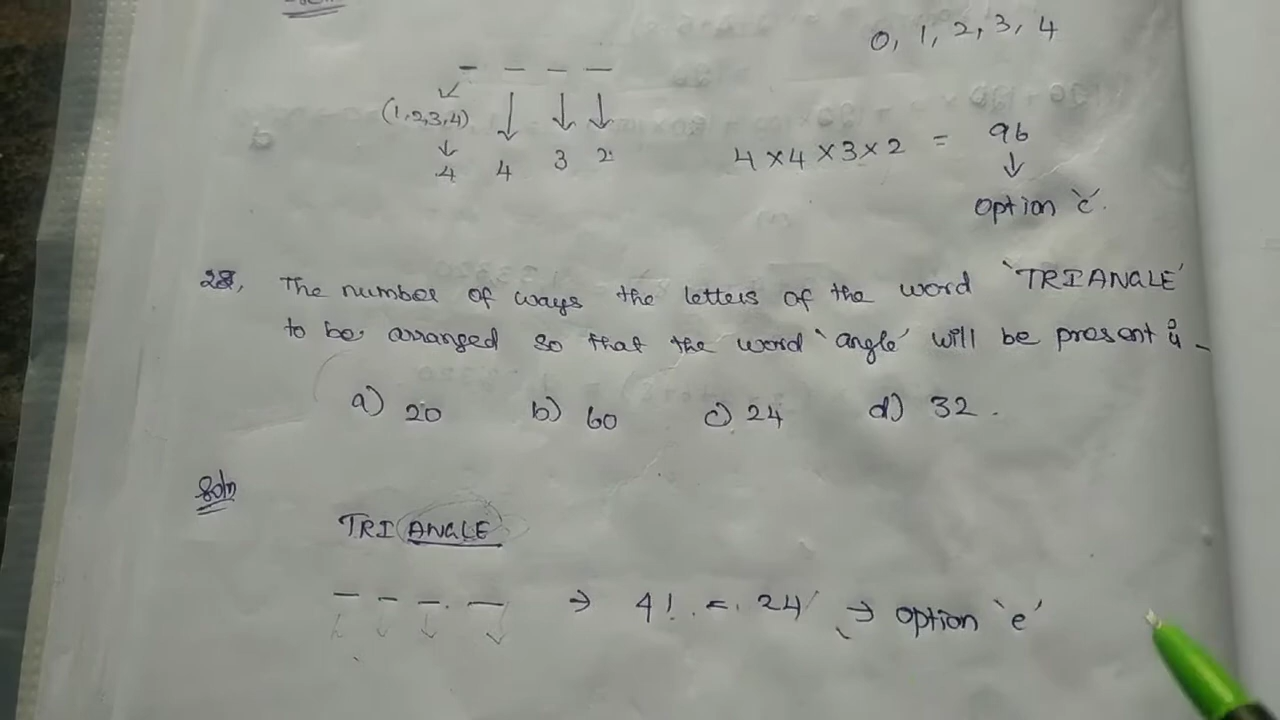 0, 1, 2, 3, 4
(1,2,3,4)
4 4 3 2
4 × 4 × 3 × 2 = 96
option 'c'.
28, The number of ways the letters of the word 'TRIANGLE'
to be arranged so that the word 'angle' will be present is -
a) 20 b) 60 c) 24 d) 32.
Soln
TRI ANGLE
→ 4! = 24 → option 'c'